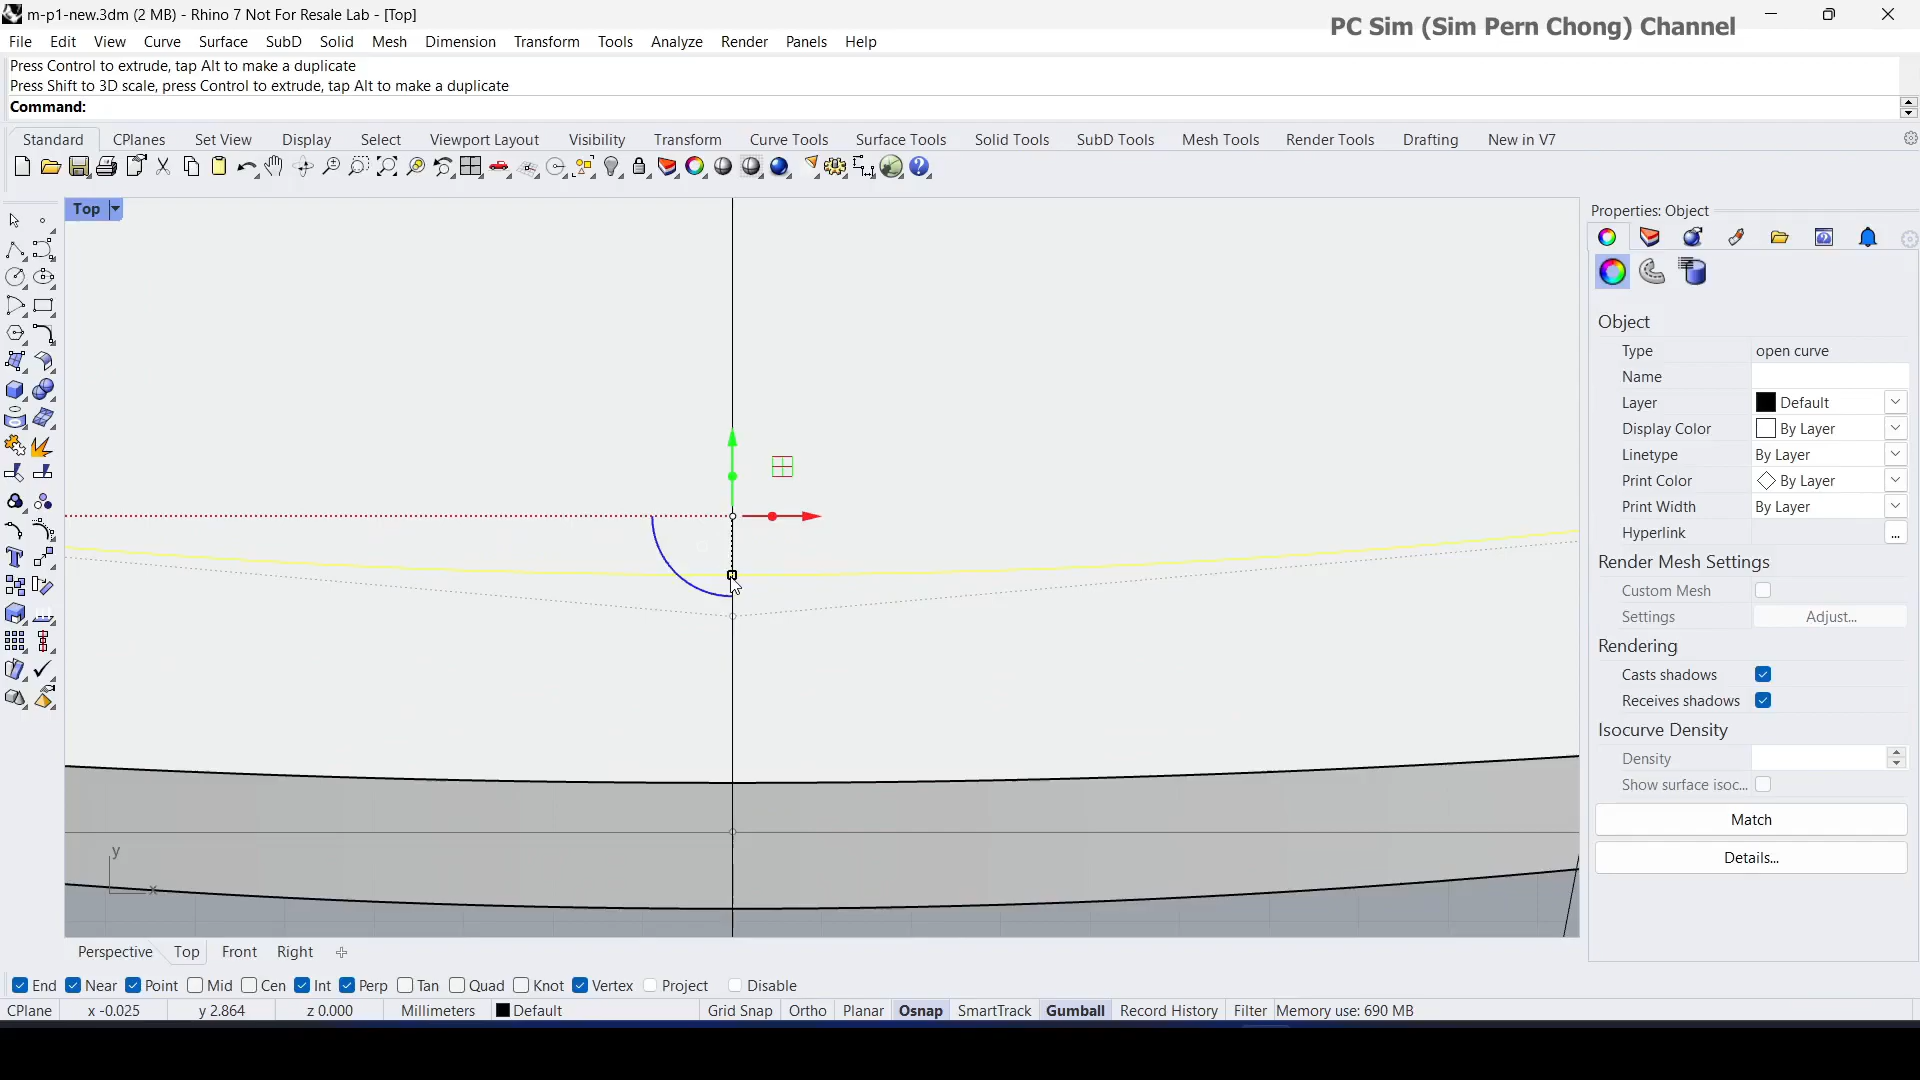 m-p1-new.3dm (2 MB) - Rhino 7 Not For Resale Lab - [Top]
PC Sim (Sim Pern Chong) Channel
File Edit View Curve Surface SubD Solid Mesh Dimension Transform Tools Analyze Render Panels Help
Press Control to extrude, tap Alt to make a duplicate
Press Shift to 3D scale, press Control to extrude, tap Alt to make a duplicate
Command:
Standard CPlanes Set View Display Select Viewport Layout Visibility Transform Curve Tools Surface Tools Solid Tools SubD Tools Mesh Tools Render Tools Drafting New in V7
Top
Properties: Object
Object
Type open curve
Name
Layer Default
Display Color By Layer
Linetype By Layer
Print Color By Layer
Print Width By Layer
Hyperlink ...
Render Mesh Settings
Custom Mesh
Settings Adjust...
Rendering
Casts shadows
Receives shadows
Isocurve Density
Density
Show surface isoc...
Match
Details...
y
x
Perspective Top Front Right
End Near Point Mid Cen Int Perp Tan Quad Knot Vertex Project Disable
CPlane x -0.025 y 2.864 z 0.000 Millimeters Default Grid Snap Ortho Planar Osnap SmartTrack Gumball Record History Filter Memory use: 690 MB